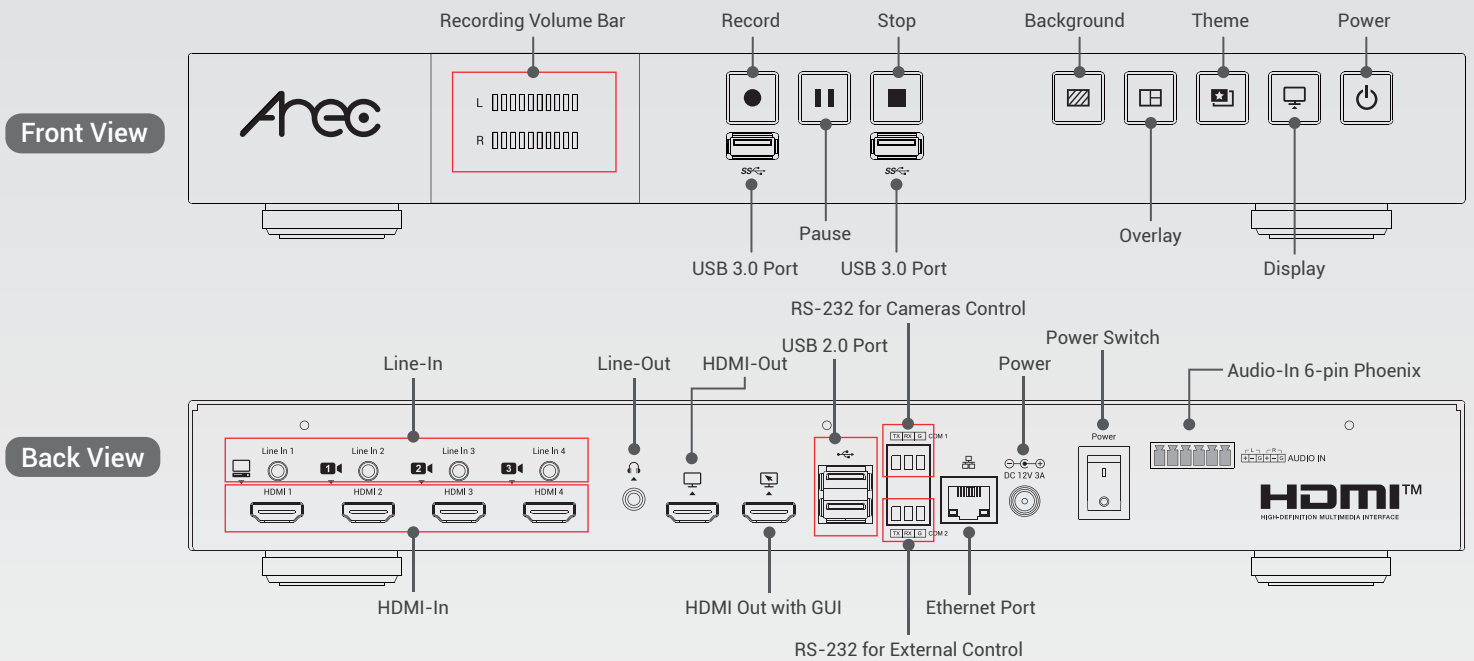 Recording Volume Bar
Record
Stop
Background
Theme
Power
Arec
L
R
Front View
SS
SS
Pause
Overlay
USB 3.0 Port
USB 3.0 Port
Display
RS-232 for Cameras Control
Power Switch
USB 2.0 Port
Line-In
Line-Out
HDMI-Out
Power
Audio-In 6-pin Phoenix
Back View
Line In 1
Line In 2
Line In 3
Line In 4
1
2
3
HDMI 1
HDMI 2
HDMI 3
HDMI 4
TX RX G COM 1
TX RX G COM 2
DC 12V 3A
Power
L R
+ - G + - G AUDIO IN
HDMI™
HIGH-DEFINITION MULTIMEDIA INTERFACE
HDMI-In
HDMI Out with GUI
Ethernet Port
RS-232 for External Control